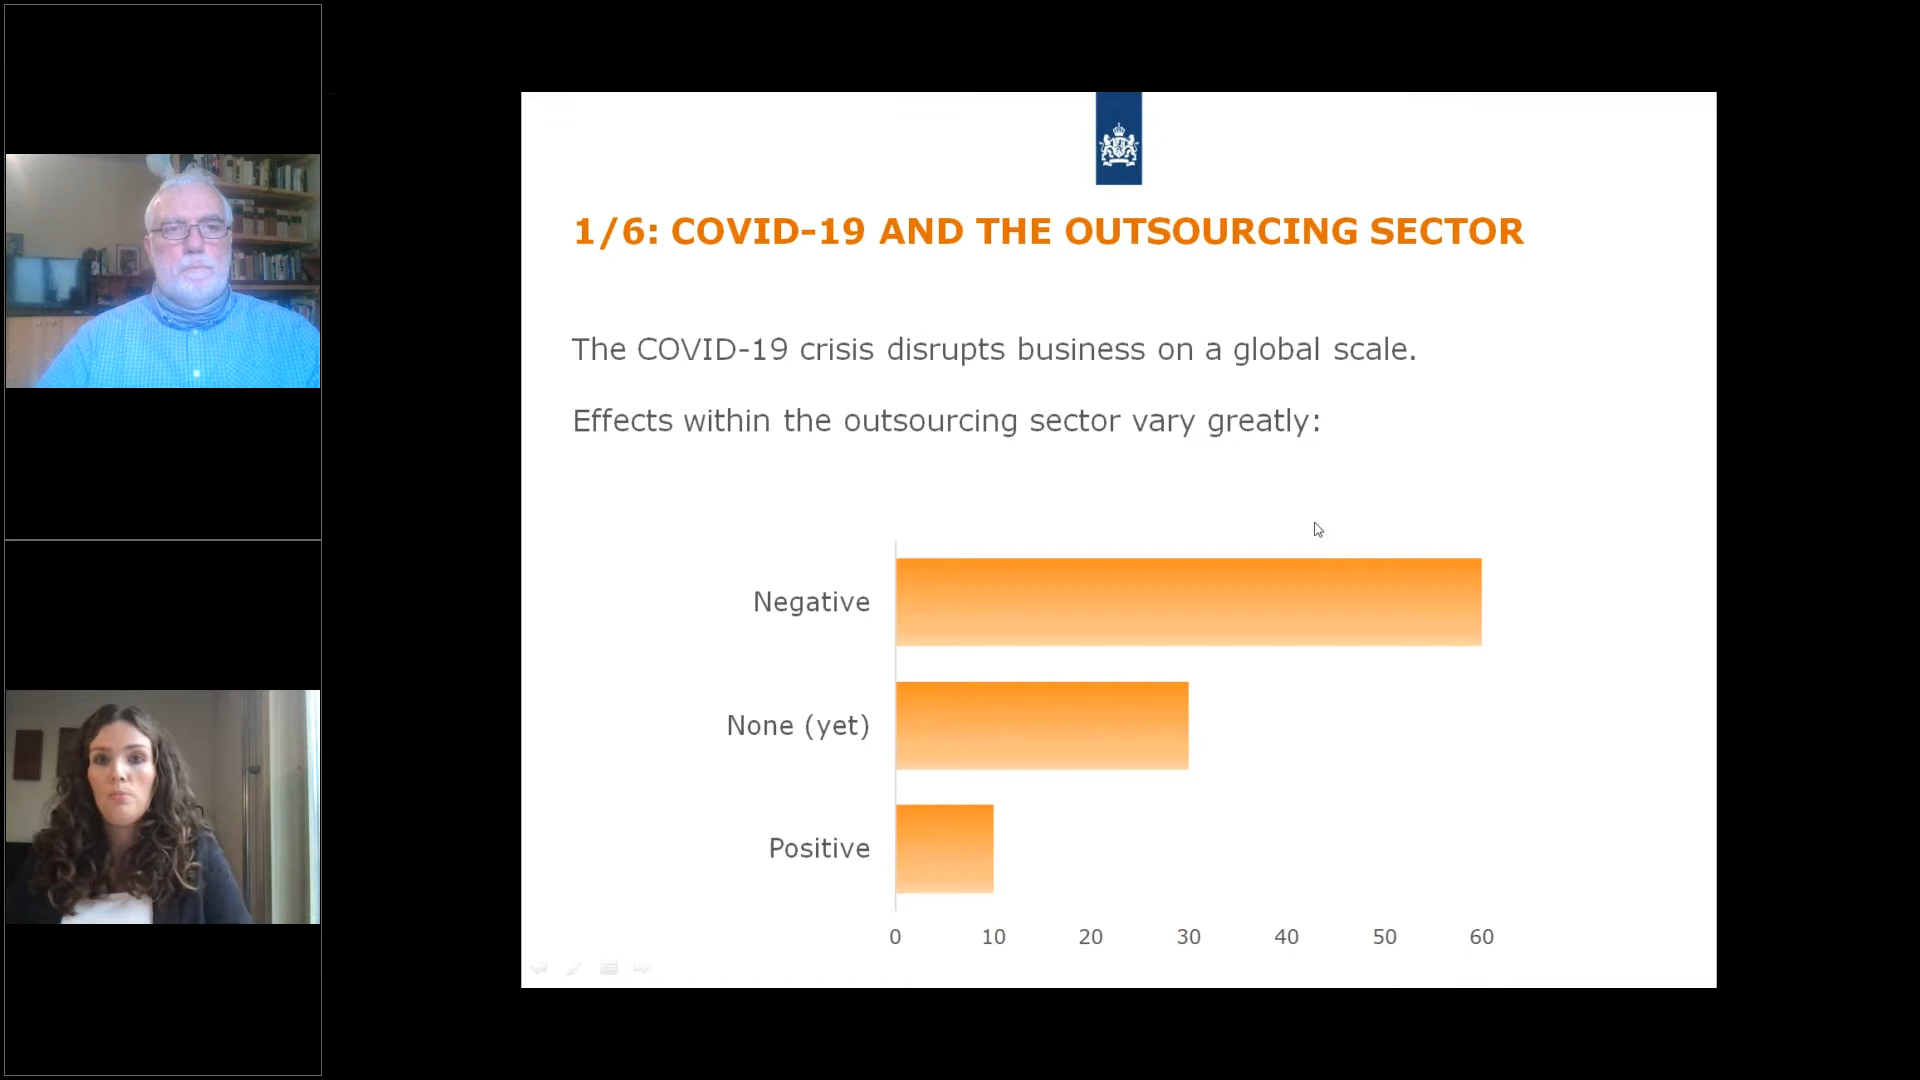 1/6: COVID-19 AND THE OUTSOURCING SECTOR
The COVID-19 crisis disrupts business on a global scale.
Effects within the outsourcing sector vary greatly:
Negative
None (yet)
Positive
0 10 20 30 40 50 60